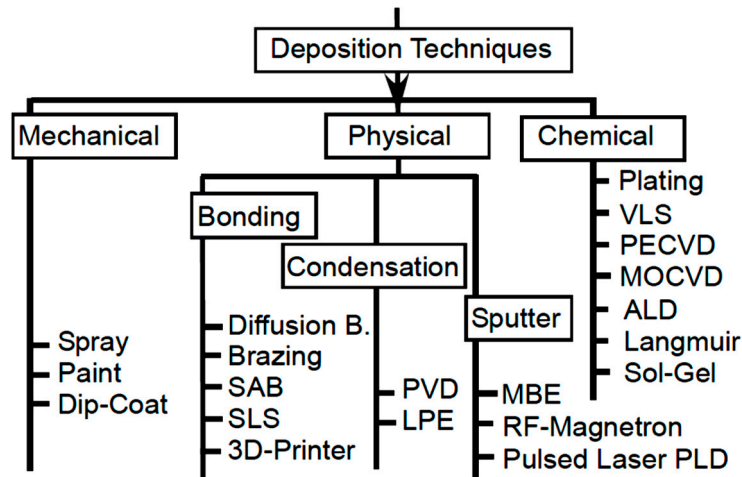 Deposition Techniques
Mechanical
Spray
Paint
Dip-Coat
Physical
Bonding
Diffusion B.
Brazing
SAB
SLS
3D-Printer
Condensation
PVD
LPE
Sputter
MBE
RF-Magnetron
Pulsed Laser PLD
Chemical
Plating
VLS
PECVD
MOCVD
ALD
Langmuir
Sol-Gel